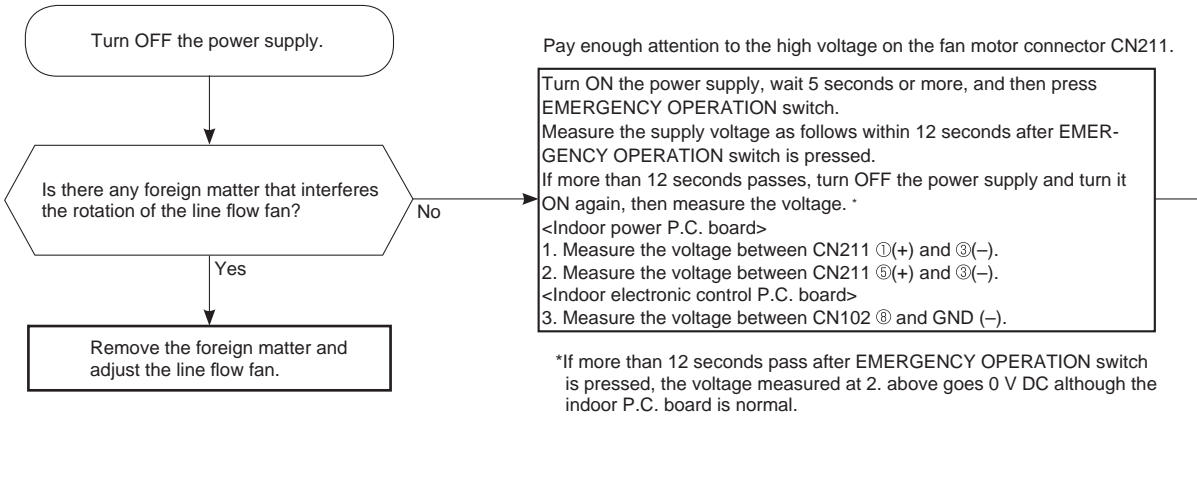 Turn OFF the power supply.
Is there any foreign matter that interferes
the rotation of the line flow fan?
No
Yes
Remove the foreign matter and
adjust the line flow fan.
Pay enough attention to the high voltage on the fan motor connector CN211.
Turn ON the power supply, wait 5 seconds or more, and then press
EMERGENCY OPERATION switch.
Measure the supply voltage as follows within 12 seconds after EMER-
GENCY OPERATION switch is pressed.
If more than 12 seconds passes, turn OFF the power supply and turn it
ON again, then measure the voltage. *
<Indoor power P.C. board>
1. Measure the voltage between CN211 ①(+) and ③(–).
2. Measure the voltage between CN211 ⑤(+) and ③(–).
<Indoor electronic control P.C. board>
3. Measure the voltage between CN102 ⑧ and GND (–).
*If more than 12 seconds pass after EMERGENCY OPERATION switch
is pressed, the voltage measured at 2. above goes 0 V DC although the
indoor P.C. board is normal.